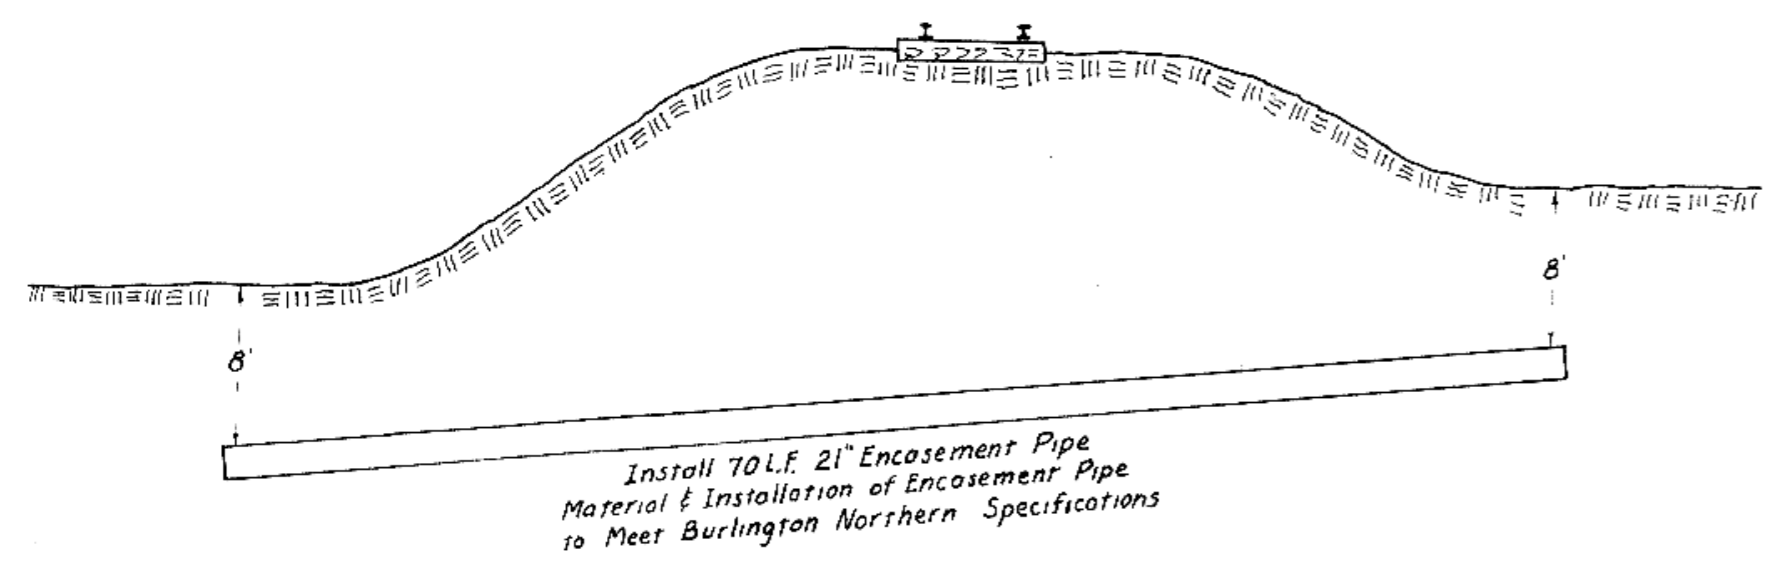 8'
8'
Install 70 L.F. 21" Encasement Pipe
Material & Installation of Encasement Pipe
to Meet Burlington Northern Specifications